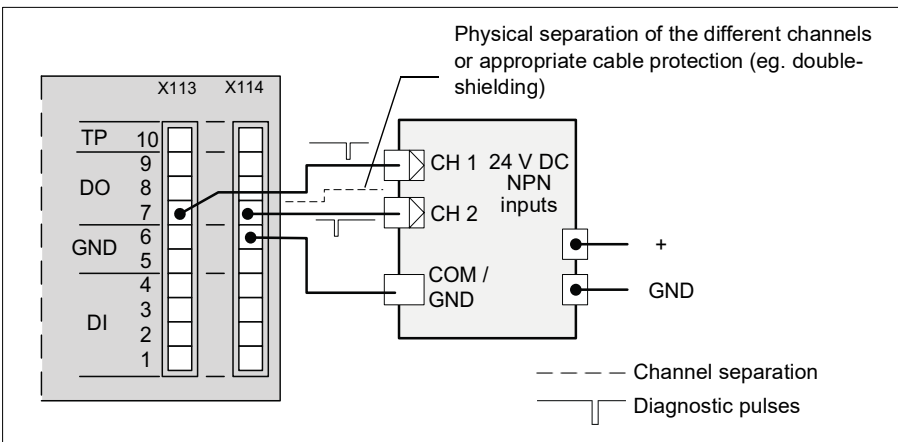 Physical separation of the different channels
or appropriate cable protection (eg. double-
shielding)
X113 X114
TP 10
9
DO 8
7
GND 6
5
4
DI 3
2
1
CH 1
CH 2
COM /
GND
24 V DC
NPN
inputs
+
GND
Channel separation
Diagnostic pulses